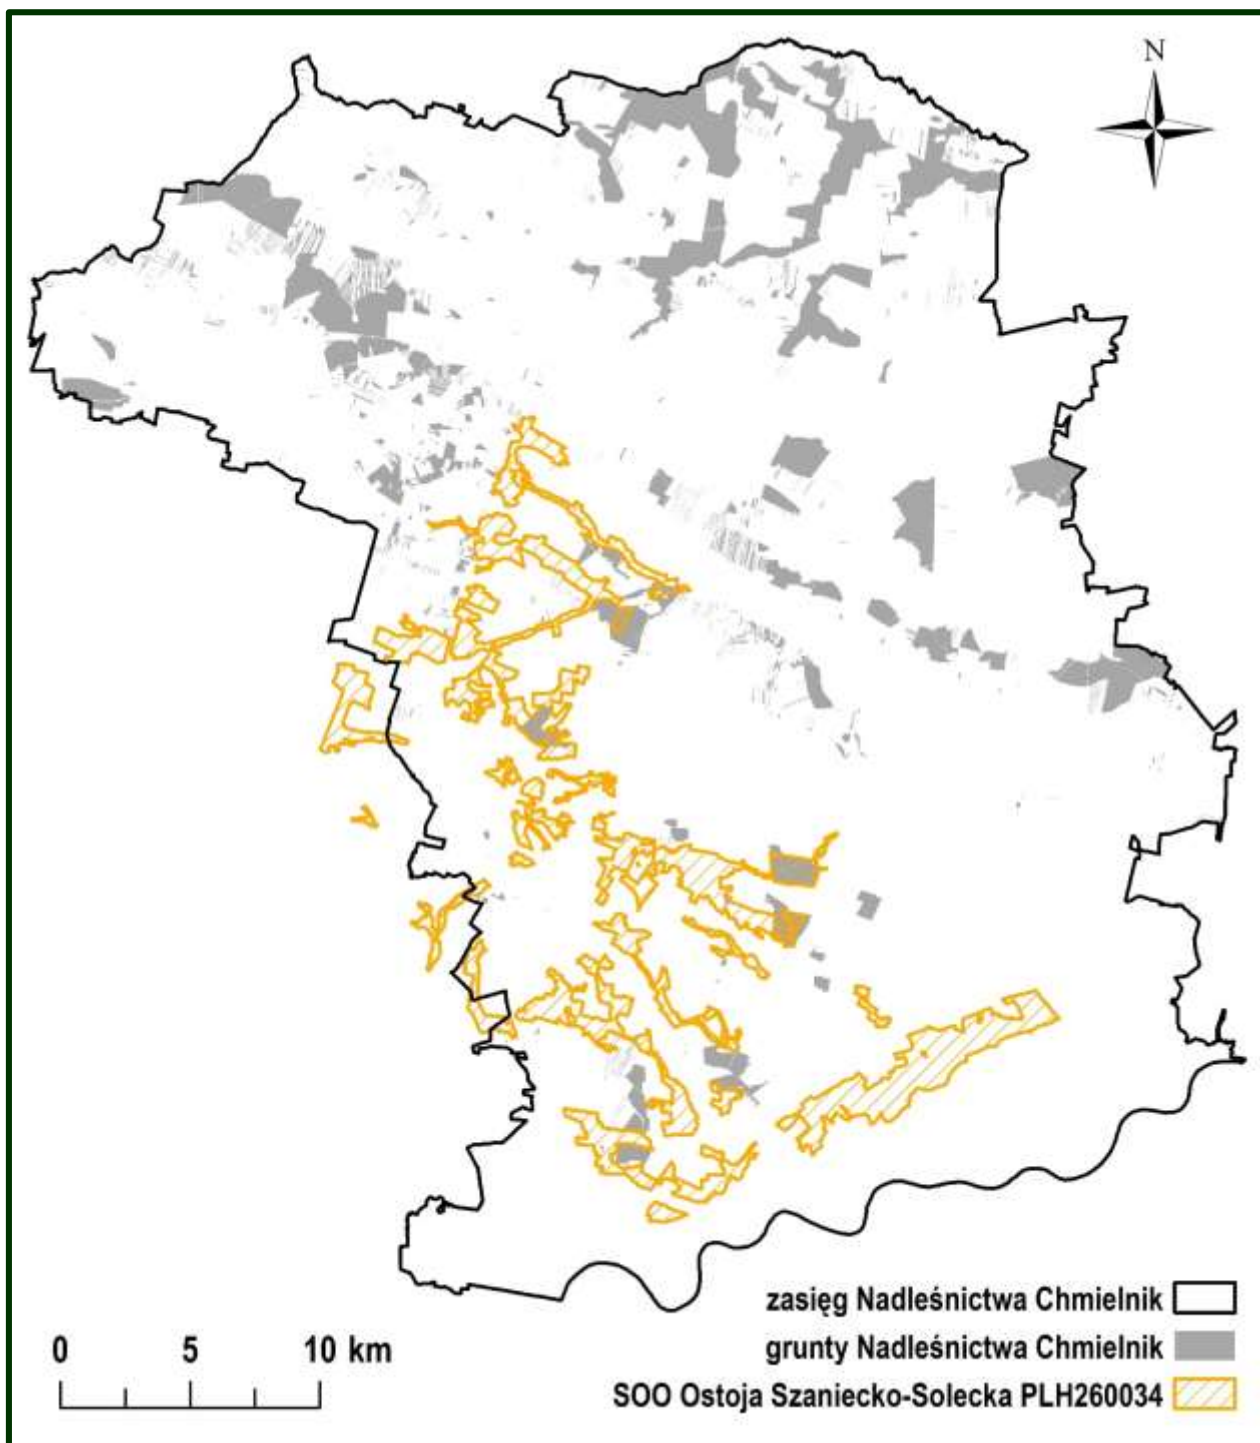 N
zasięg Nadleśnictwa Chmielnik
grunty Nadleśnictwa Chmielnik
SOO Ostoja Szaniecko-Solecka PLH260034
0 5 10 km